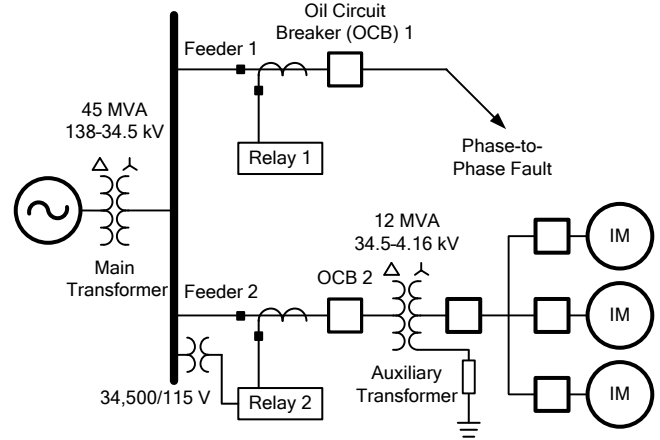 Oil Circuit
Breaker (OCB) 1
Feeder 1
45 MVA
138-34.5 kV
Relay 1
Phase-to-
Phase Fault
Main
Transformer
12 MVA
34.5-4.16 kV
OCB 2
Feeder 2
IM
IM
IM
34,500/115 V
Relay 2
Auxiliary
Transformer